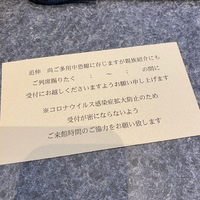 追伸 尚ご多用中恐縮に存じますが親族紹介にも
ご列席賜りたく : ~ : の間に
受付にお越しくださいますようお願い申し上げます
※コロナウイルス感染症拡大防止のため
受付が密にならないよう
ご来館時間のご協力をお願い致します